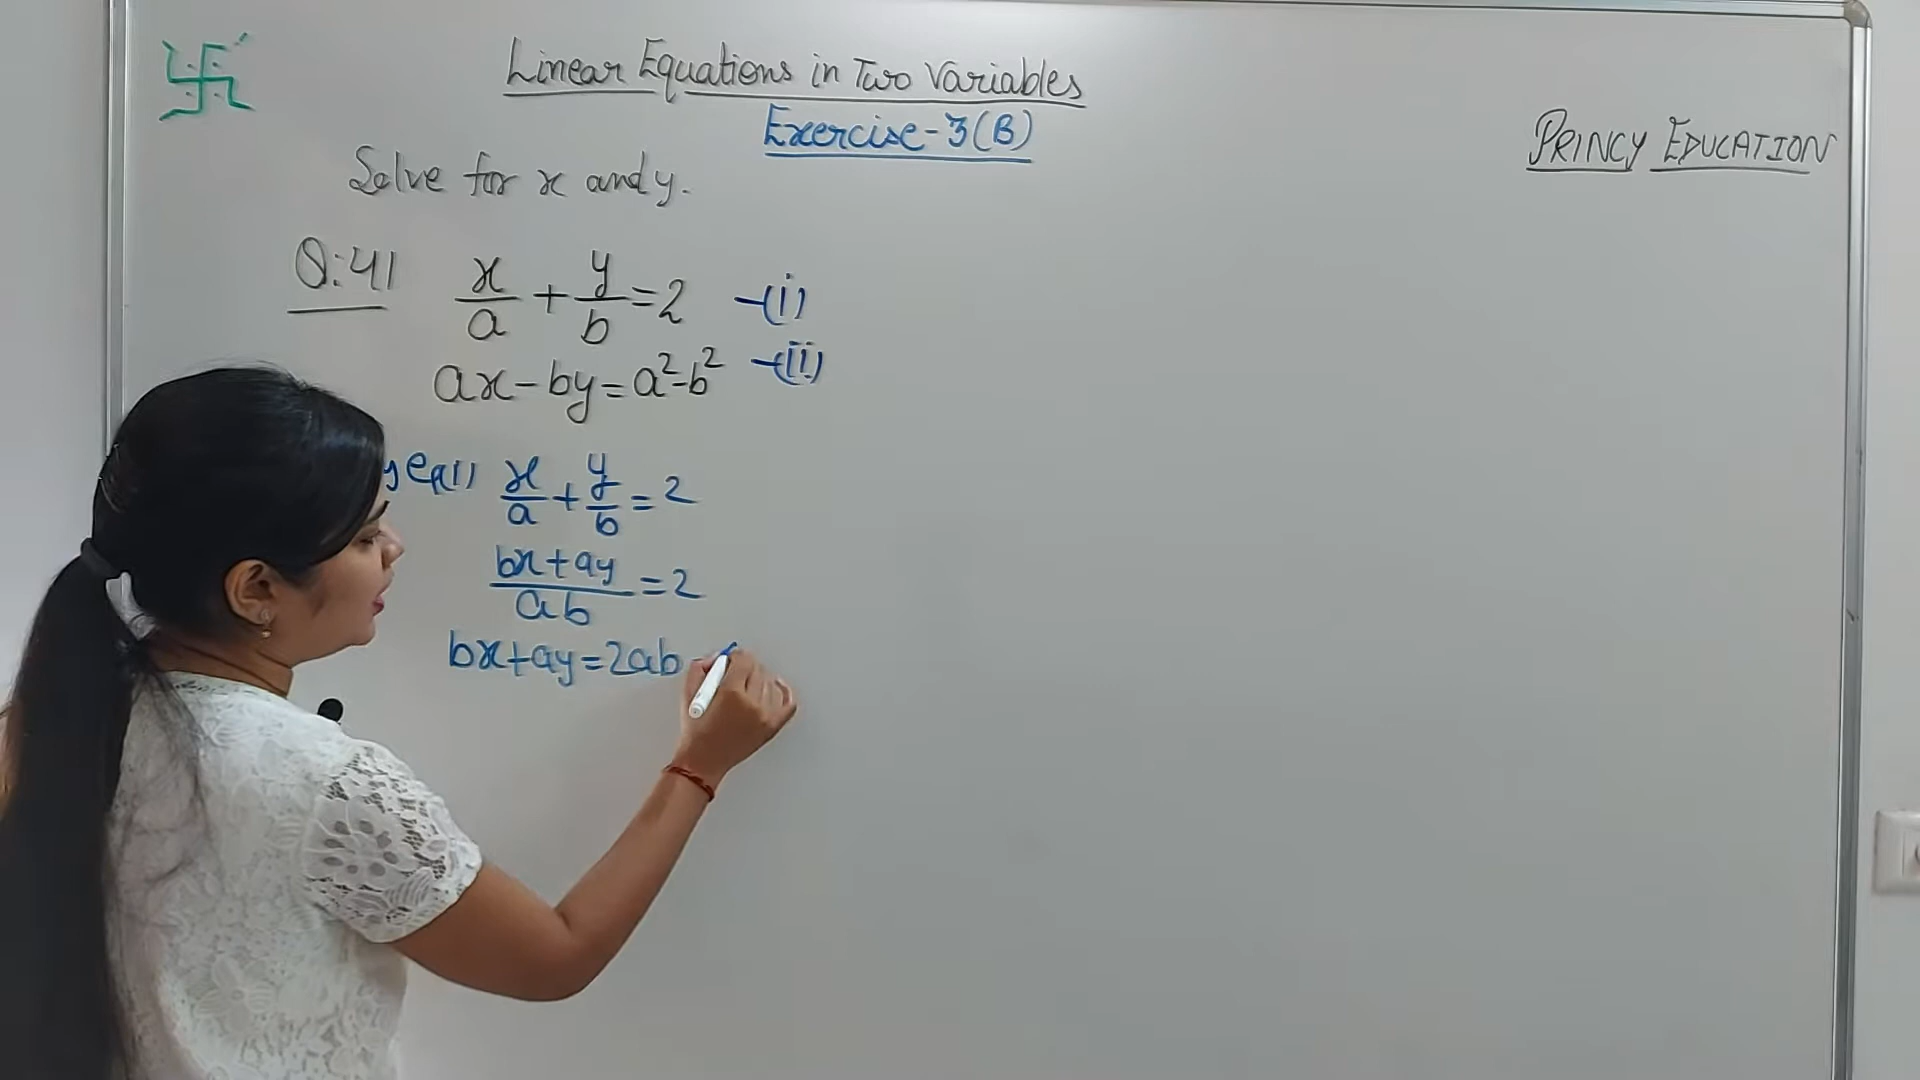 Linear Equations in Two Variables
Exercise-3(B)
PRINCY EDUCATION
Solve for x and y.
Q:41 x/a + y/b = 2 -(i)
ax - by = a² - b² -(ii)
x/a + y/b = 2
bx + ay / ab = 2
bx + ay = 2ab